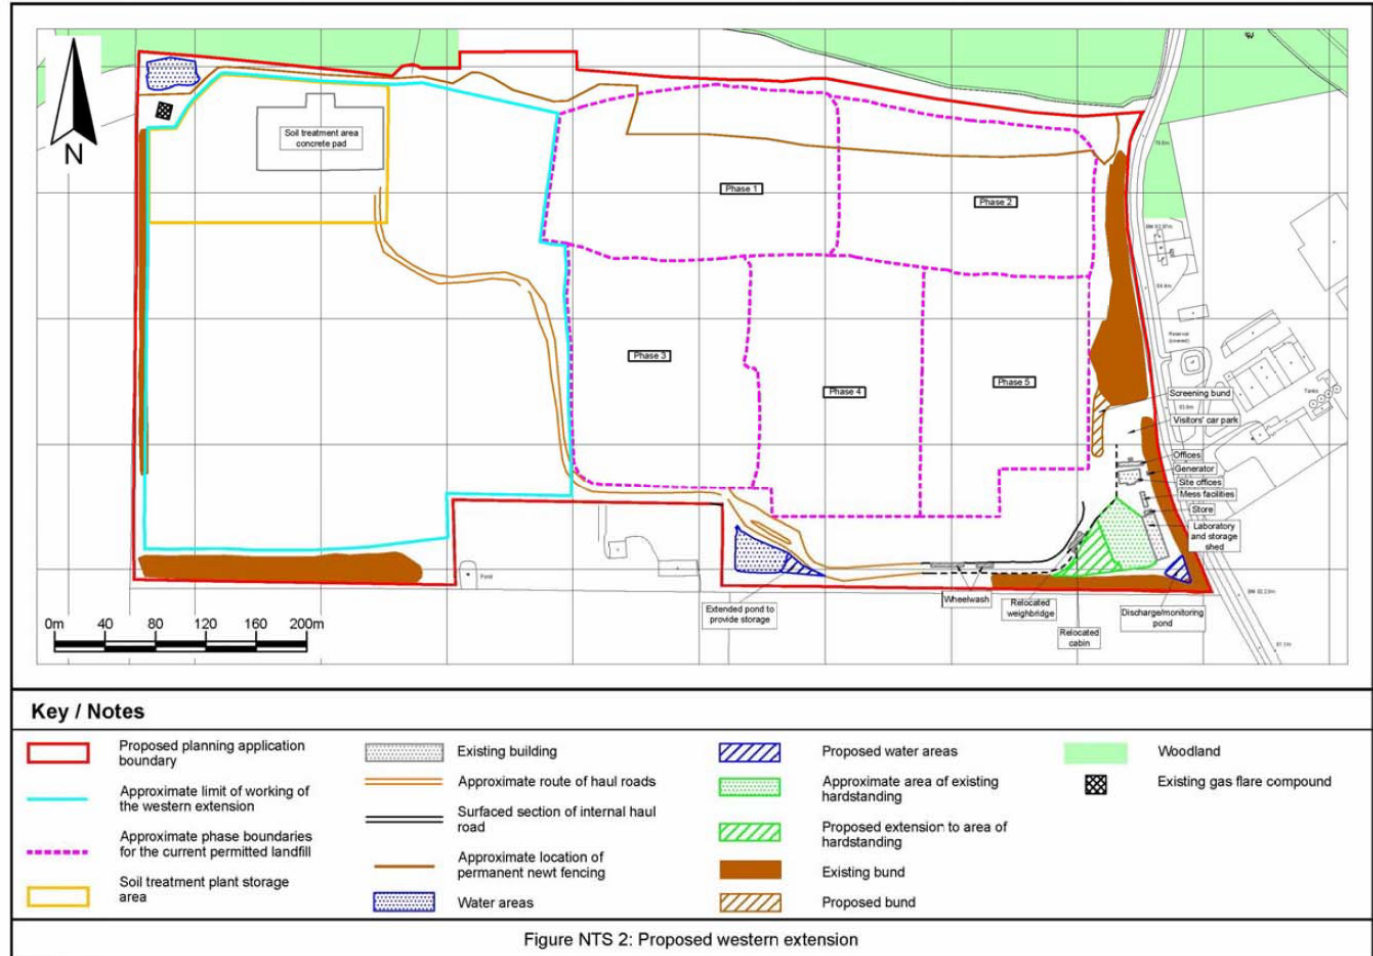 N
Soil treatment area
concrete pad
Phase 1
Phase 2
Phase 3
Phase 4
Phase 5
Screening bund
Visitors' car park
Offices
Generator
Site offices
Mess facilities
Store
Laboratory
and storage
shed
Tanks
Reservoir
(covered)
Pond
Extended pond to
provide storage
Wheelwash
Relocated
weighbridge
Relocated
cabin
Discharge/monitoring
pond
0m 40 80 120 160 200m
Key / Notes
Proposed planning application
boundary
Approximate limit of working of
the western extension
Approximate phase boundaries
for the current permitted landfill
Soil treatment plant storage
area
Existing building
Approximate route of haul roads
Surfaced section of internal haul
road
Approximate location of
permanent newt fencing
Water areas
Proposed water areas
Approximate area of existing
hardstanding
Proposed extension to area of
hardstanding
Existing bund
Proposed bund
Woodland
Existing gas flare compound
Figure NTS 2: Proposed western extension